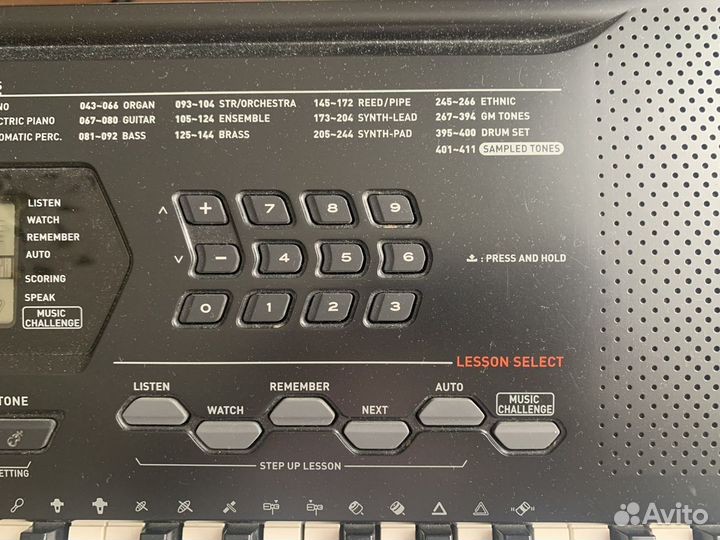 043~066 ORGAN 093~104 STR/ORCHESTRA 145~172 REED/PIPE 245~266 ETHNIC
PIANO 067~080 GUITAR 105~124 ENSEMBLE 173~204 SYNTH-LEAD 267~394 GM TONES
PERC. 081~092 BASS 125~144 BRASS 205~244 SYNTH-PAD 395~400 DRUM SET
401~411 SAMPLED TONES
LISTEN
WATCH
REMEMBER
AUTO
SCORING
SPEAK
MUSIC
CHALLENGE
+ 7 8 9
- 4 5 6
0 1 2 3
: PRESS AND HOLD
LESSON SELECT
TONE
LISTEN REMEMBER AUTO
WATCH NEXT
MUSIC
CHALLENGE
STEP UP LESSON
Avito